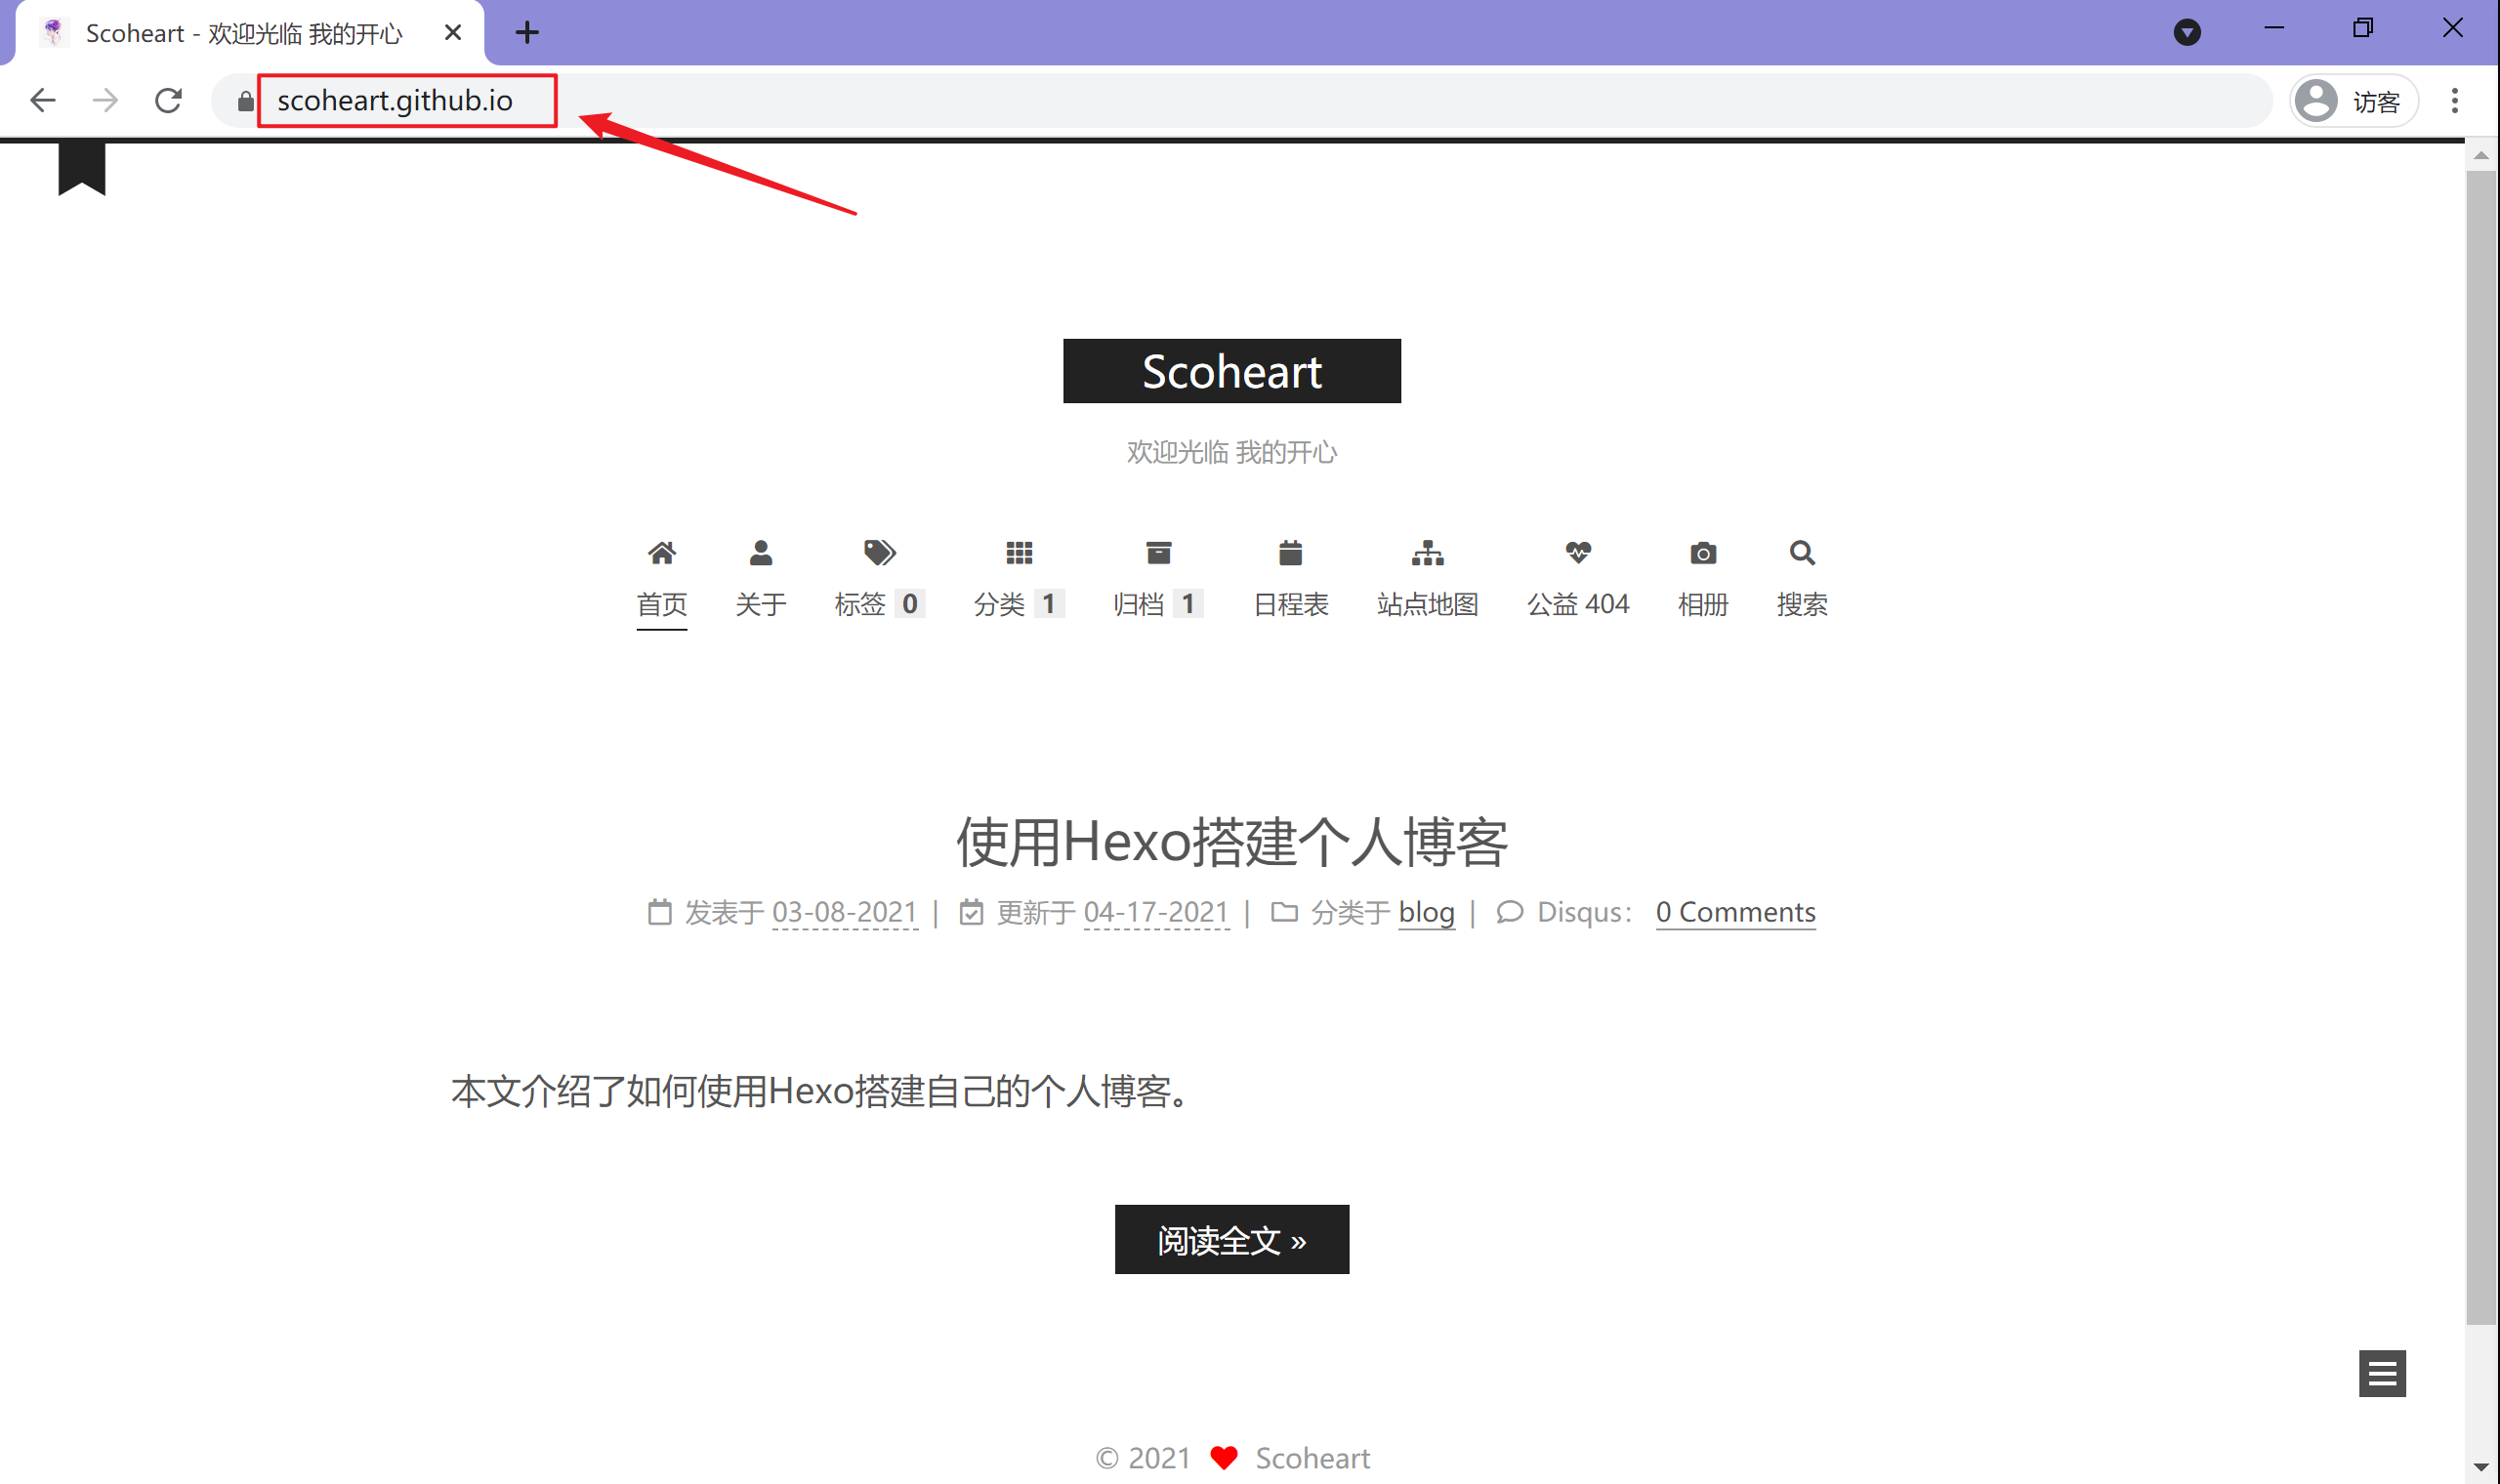 Scoheart - 欢迎光临 我的开心
scoheart.github.io
访客
Scoheart
欢迎光临 我的开心
首页 关于 标签 0 分类 1 归档 1 日程表 站点地图 公益 404 相册 搜索
使用Hexo搭建个人博客
发表于 03-08-2021 | 更新于 04-17-2021 | 分类于 blog | Disqus： 0 Comments
本文介绍了如何使用Hexo搭建自己的个人博客。
阅读全文 »
© 2021 Scoheart